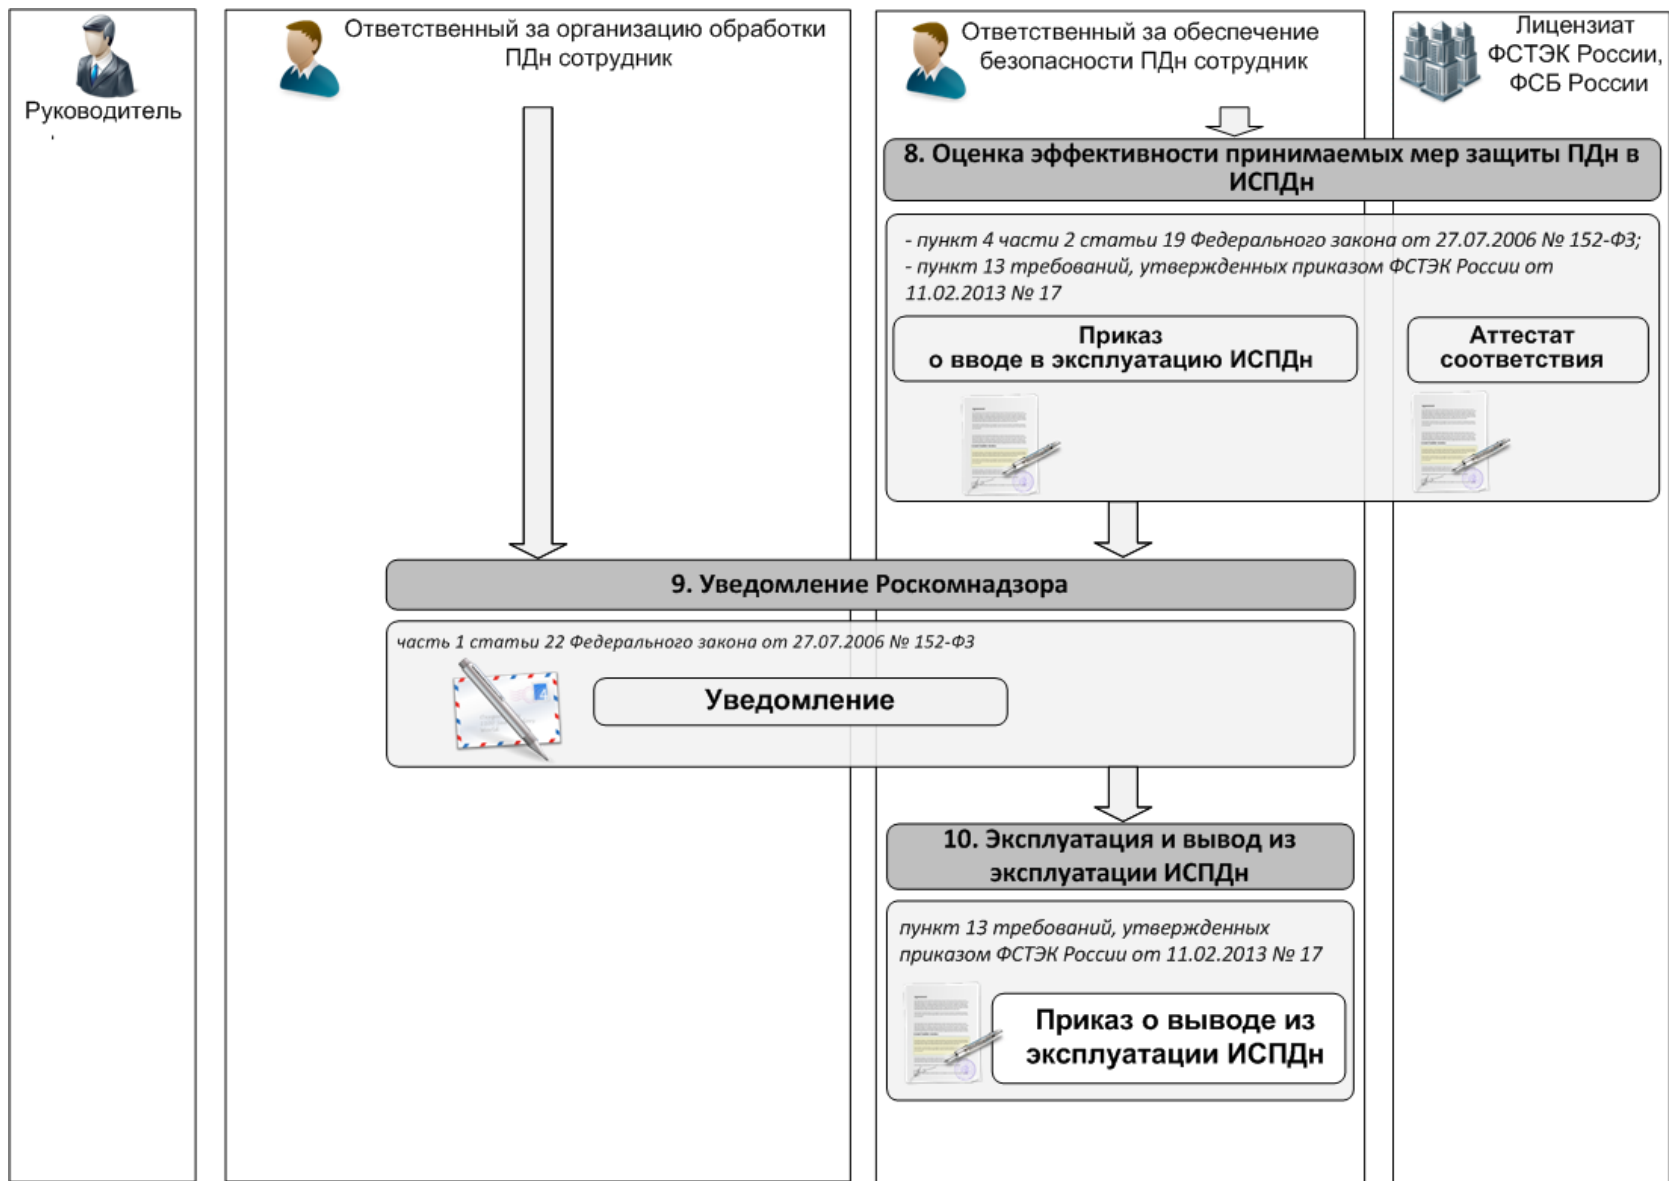 Руководитель
Ответственный за организацию обработки
ПДн сотрудник
Ответственный за обеспечение
безопасности ПДн сотрудник
Лицензиат
ФСТЭК России,
ФСБ России
8. Оценка эффективности принимаемых мер защиты ПДн в
ИСПДн
- пункт 4 части 2 статьи 19 Федерального закона от 27.07.2006 № 152-ФЗ;
- пункт 13 требований, утвержденных приказом ФСТЭК России от
11.02.2013 № 17
Приказ
о вводе в эксплуатацию ИСПДн
Аттестат
соответствия
9. Уведомление Роскомнадзора
часть 1 статьи 22 Федерального закона от 27.07.2006 № 152-ФЗ
Уведомление
10. Эксплуатация и вывод из
эксплуатации ИСПДн
пункт 13 требований, утвержденных
приказом ФСТЭК России от 11.02.2013 № 17
Приказ о выводе из
эксплуатации ИСПДн